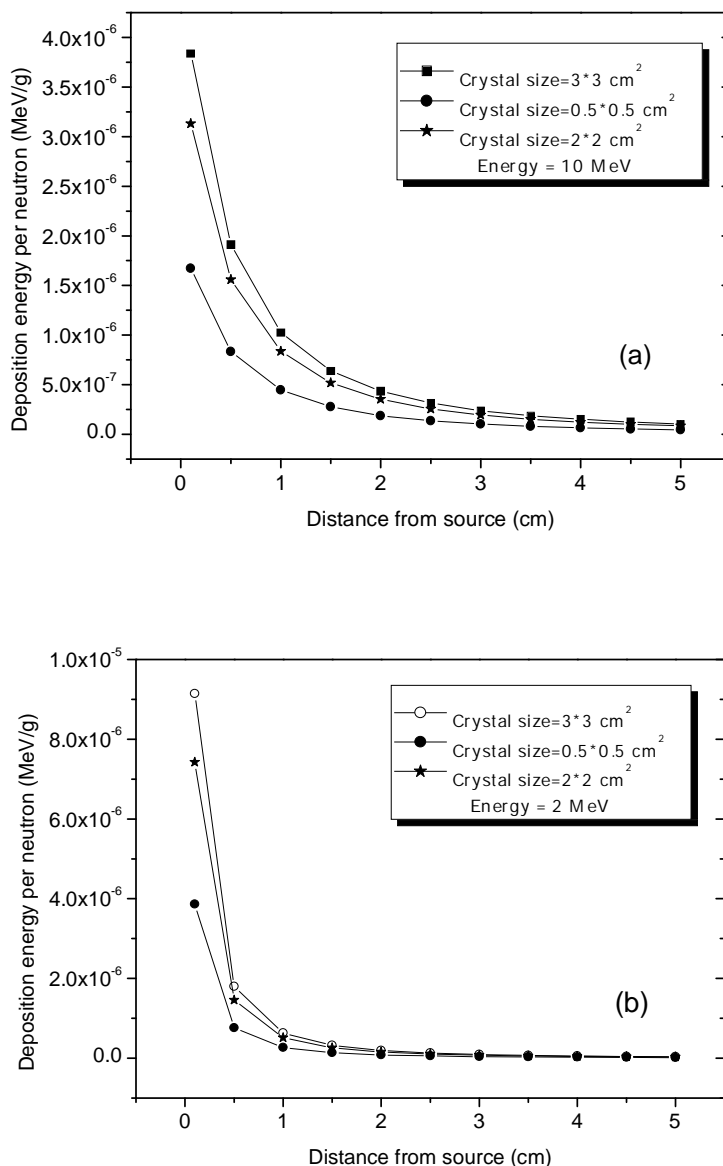 4.0x10⁻⁶
3.5x10⁻⁶
3.0x10⁻⁶
2.5x10⁻⁶
2.0x10⁻⁶
1.5x10⁻⁶
1.0x10⁻⁶
5.0x10⁻⁷
0.0
Deposition energy per neutron (MeV/g)
Crystal size=3*3 cm²
Crystal size=0.5*0.5 cm²
Crystal size=2*2 cm²
Energy = 10 MeV
(a)
0 1 2 3 4 5
Distance from source (cm)
1.0x10⁻⁵
8.0x10⁻⁶
6.0x10⁻⁶
4.0x10⁻⁶
2.0x10⁻⁶
0.0
Deposition energy per neutron (MeV/g)
Crystal size=3*3 cm²
Crystal size=0.5*0.5 cm²
Crystal size=2*2 cm²
Energy = 2 MeV
(b)
0 1 2 3 4 5
Distance from source (cm)